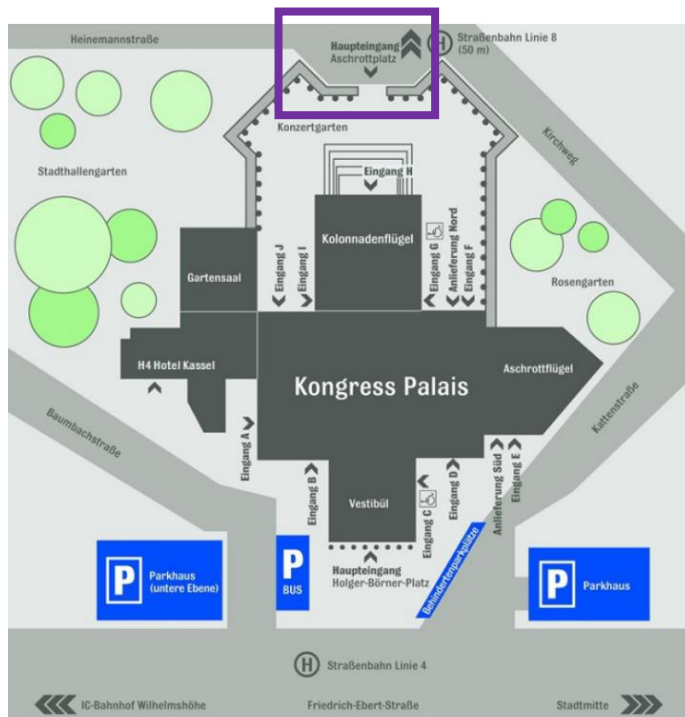 Heinemannstraße
Haupteingang
Aschrottplatz
H
Straßenbahn Linie 8
(50 m)
Konzertgarten
Kirchweg
Stadthallengarten
Eingang H
Kolonnadenflügel
Gartensaal
Eingang J
Eingang I
Eingang G
Anlieferung Nord
Eingang F
Rosengarten
H4 Hotel Kassel
Kongress Palais
Aschrottflügel
Baumbachstraße
Kattenstraße
Eingang A
Eingang B
Vestibül
Eingang C
Eingang D
Anlieferung Süd
Eingang E
Haupteingang
Holger-Börner-Platz
Behindertenparkplätze
P
Parkhaus
(untere Ebene)
P
BUS
P
Parkhaus
H
Straßenbahn Linie 4
IC-Bahnhof Wilhelmshöhe
Friedrich-Ebert-Straße
Stadtmitte